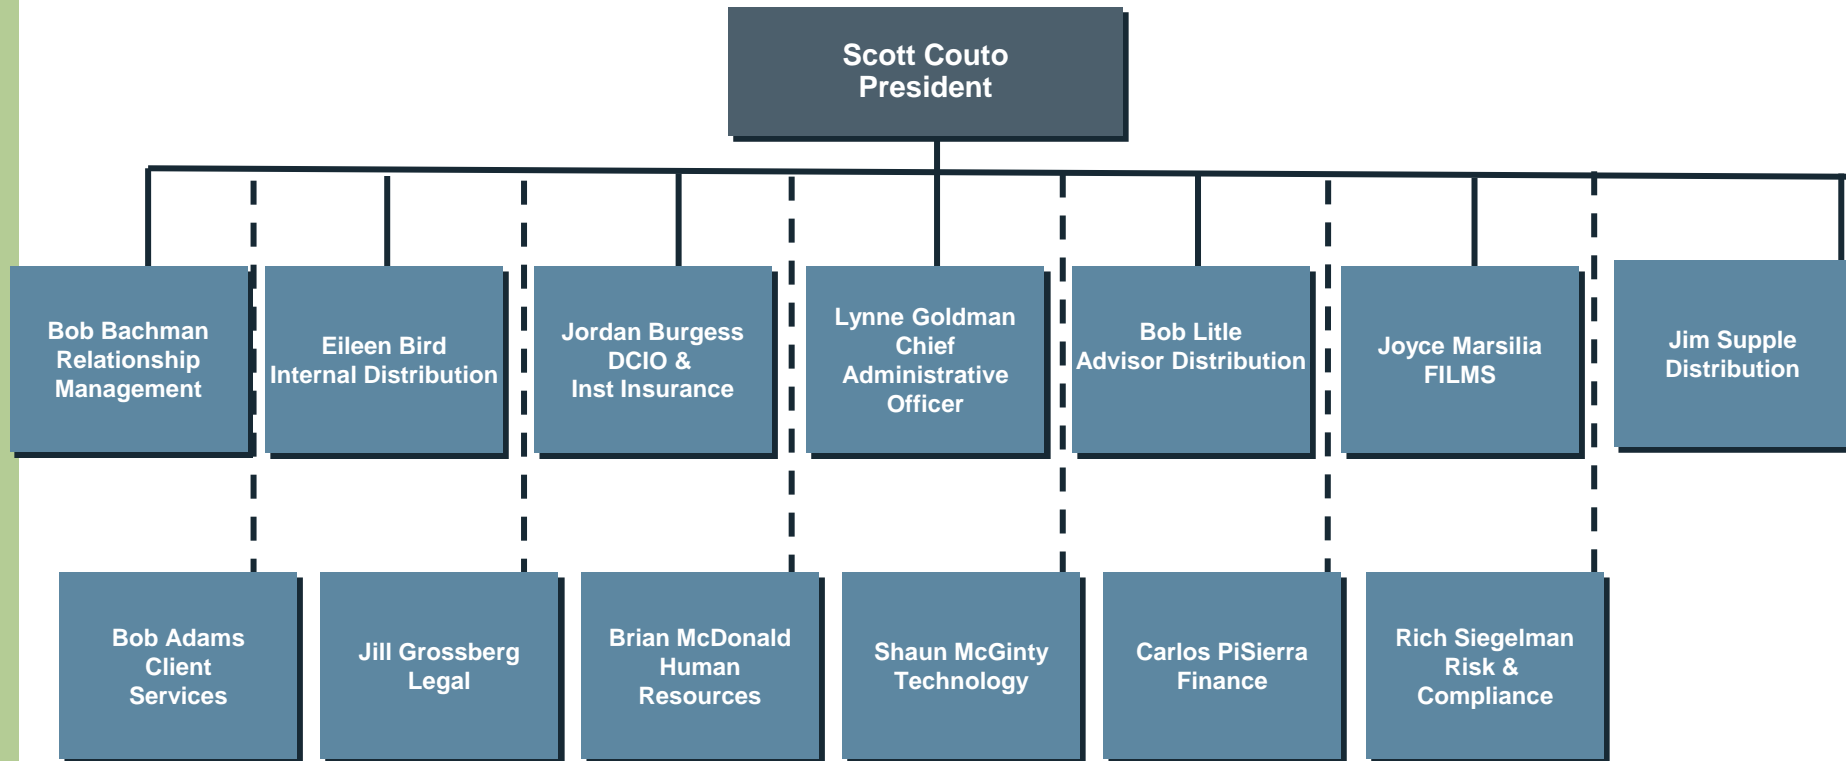 Scott Couto
President
Bob Bachman
Relationship
Management
Eileen Bird
Internal Distribution
Jordan Burgess
DCIO &
Inst Insurance
Lynne Goldman
Chief
Administrative
Officer
Bob Litle
Advisor Distribution
Joyce Marsilia
FILMS
Jim Supple
Distribution
Bob Adams
Client
Services
Jill Grossberg
Legal
Brian McDonald
Human
Resources
Shaun McGinty
Technology
Carlos PiSierra
Finance
Rich Siegelman
Risk &
Compliance